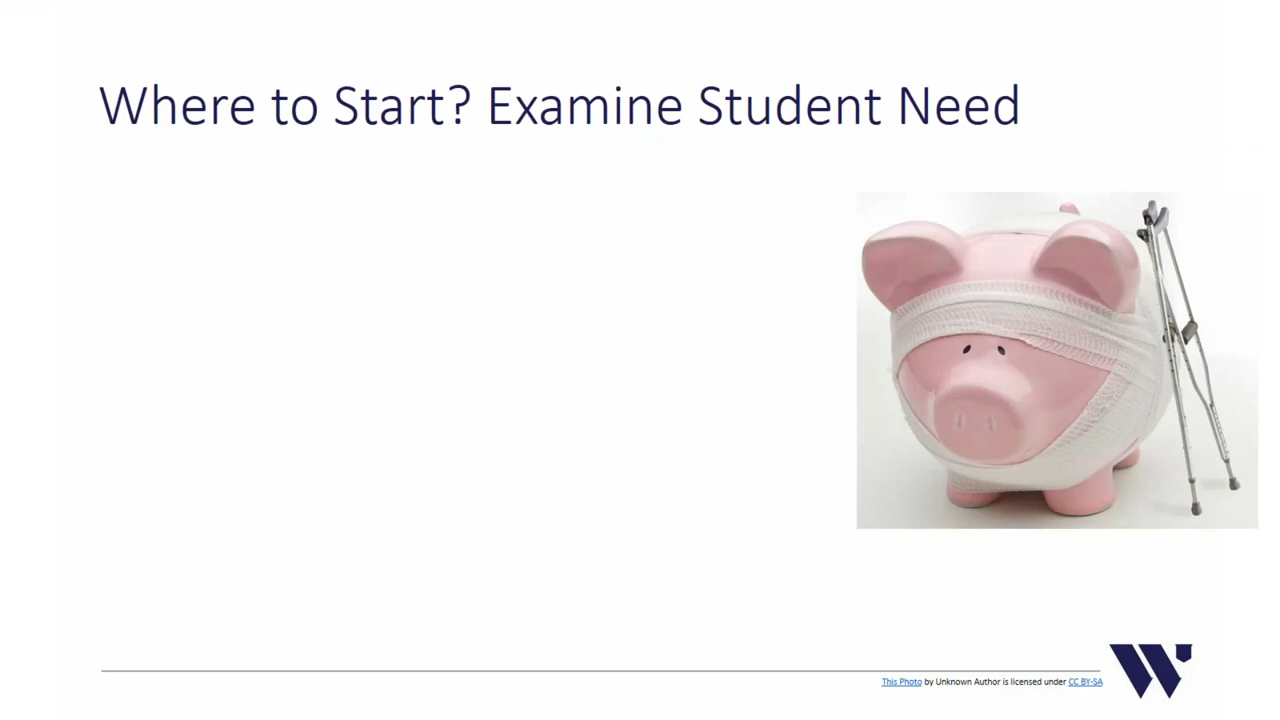 Where to Start? Examine Student Need
This Photo by Unknown Author is licensed under CC BY-SA